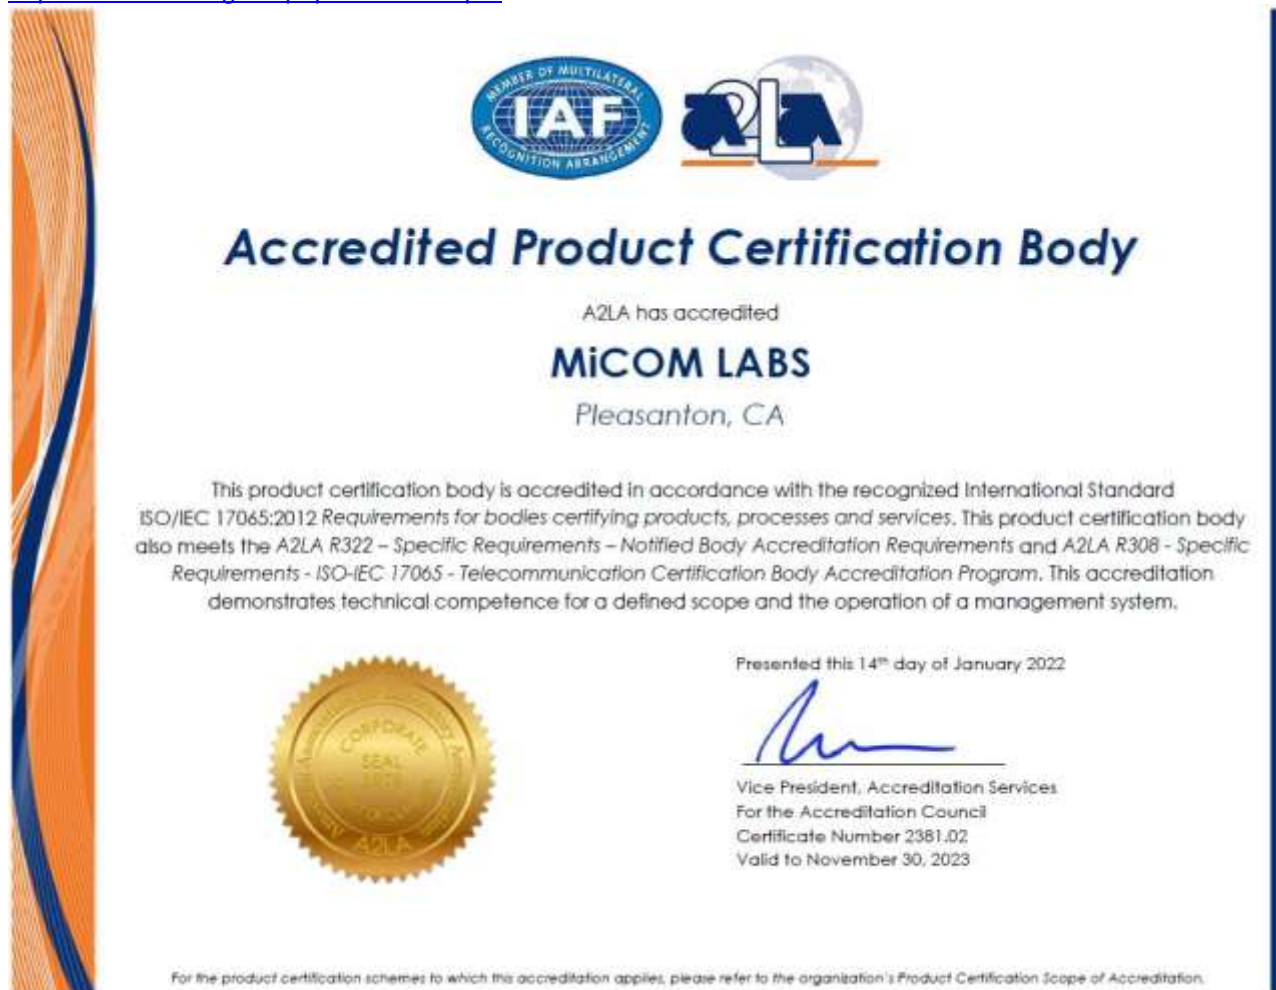 MEMBER OF MULTILATERAL
IAF
RECOGNITION ARRANGEMENT
A2LA
Accredited Product Certification Body
A2LA has accredited
MiCOM LABS
Pleasanton, CA
This product certification body is accredited in accordance with the recognized International Standard
ISO/IEC 17065:2012 Requirements for bodies certifying products, processes and services. This product certification body
also meets the A2LA R322 – Specific Requirements – Notified Body Accreditation Requirements and A2LA R308 - Specific
Requirements - ISO-IEC 17065 - Telecommunication Certification Body Accreditation Program. This accreditation
demonstrates technical competence for a defined scope and the operation of a management system.
Presented this 14th day of January 2022
CORPORATE
SEAL
A2LA
Vice President, Accreditation Services
For the Accreditation Council
Certificate Number 2381.02
Valid to November 30, 2023
For the product certification schemes to which this accreditation applies, please refer to the organization's Product Certification Scope of Accreditation.